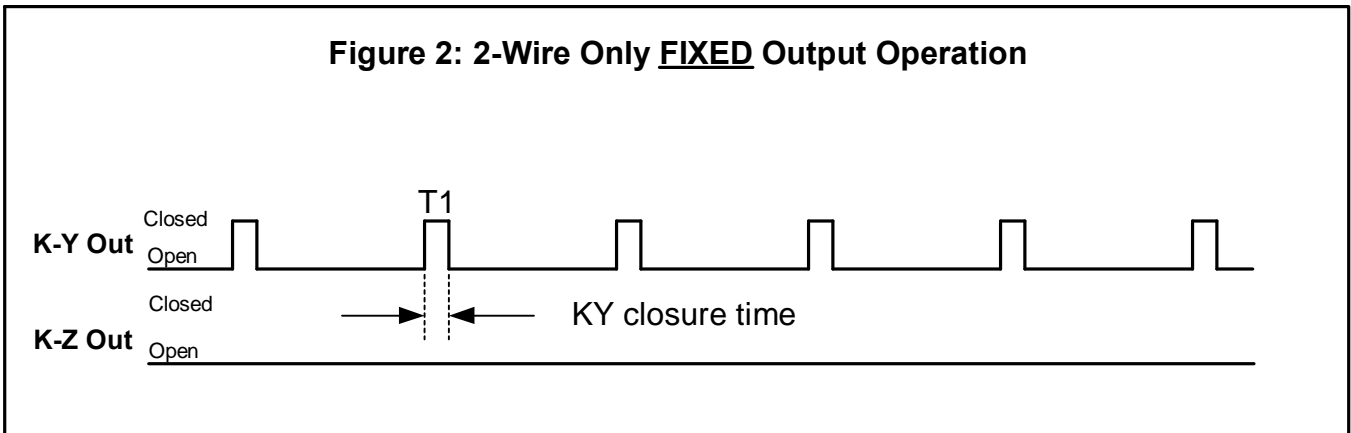 Figure 2: 2-Wire Only FIXED Output Operation
T1
Closed
K-Y Out
Open
Closed
KY closure time
K-Z Out
Open